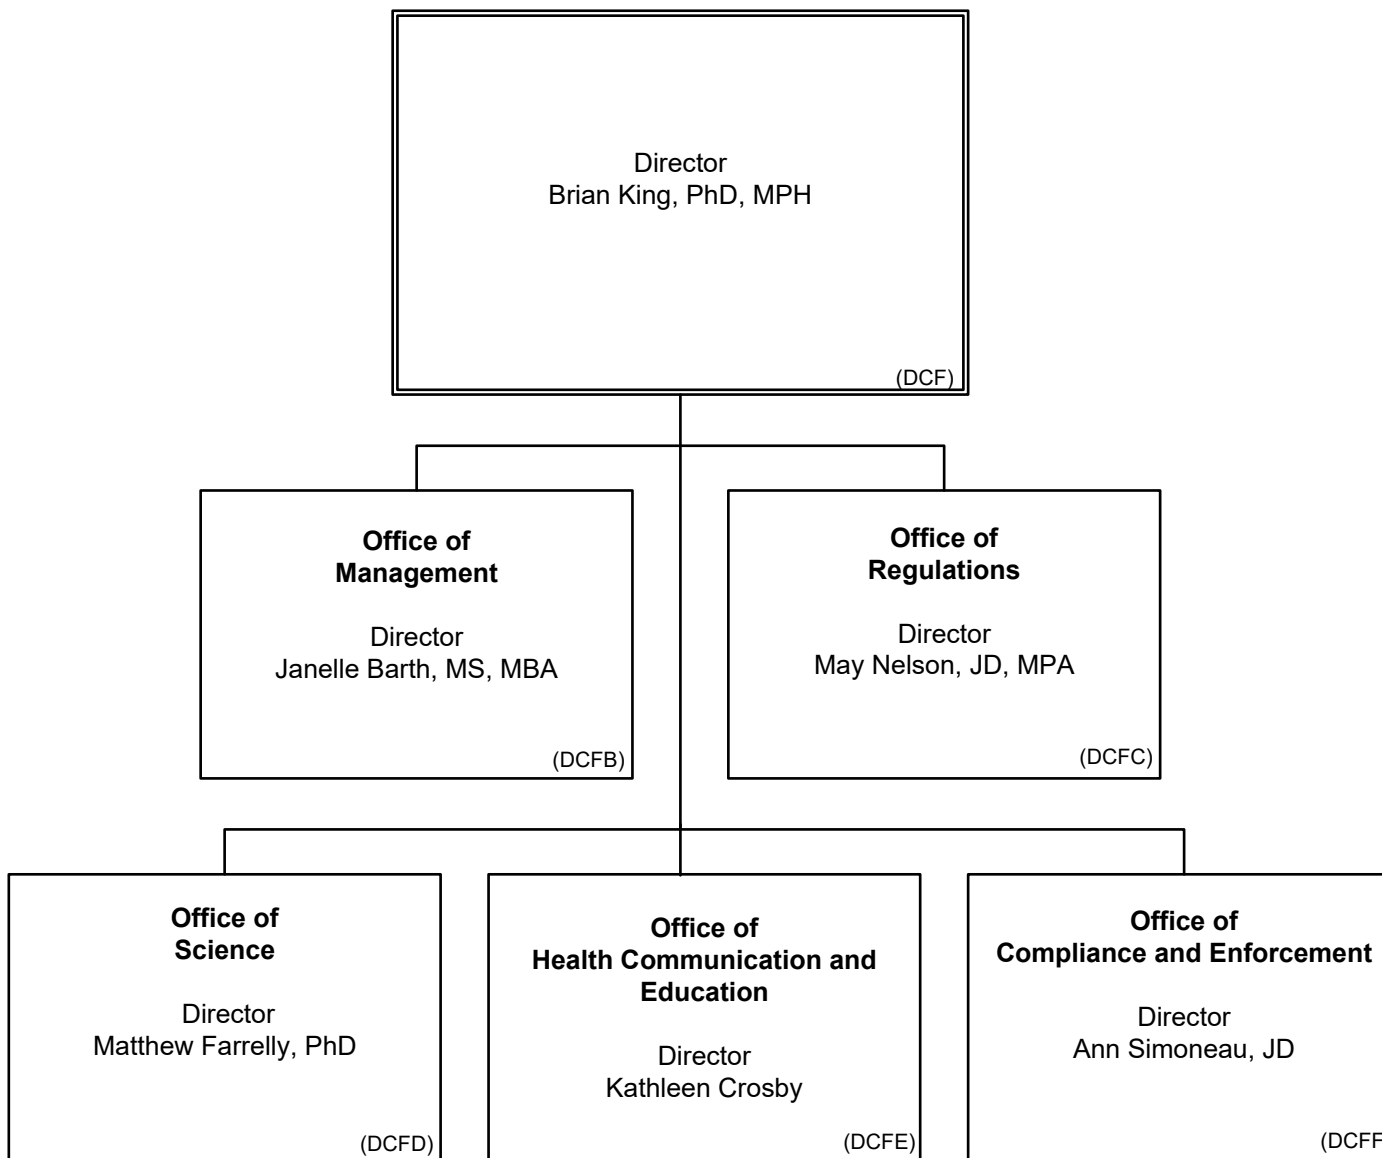 Director
Brian King, PhD, MPH
(DCF)
Office of
Management
Director
Janelle Barth, MS, MBA
(DCFB)
Office of
Regulations
Director
May Nelson, JD, MPA
(DCFC)
Office of
Science
Director
Matthew Farrelly, PhD
(DCFD)
Office of
Health Communication and
Education
Director
Kathleen Crosby
(DCFE)
Office of
Compliance and Enforcement
Director
Ann Simoneau, JD
(DCFF